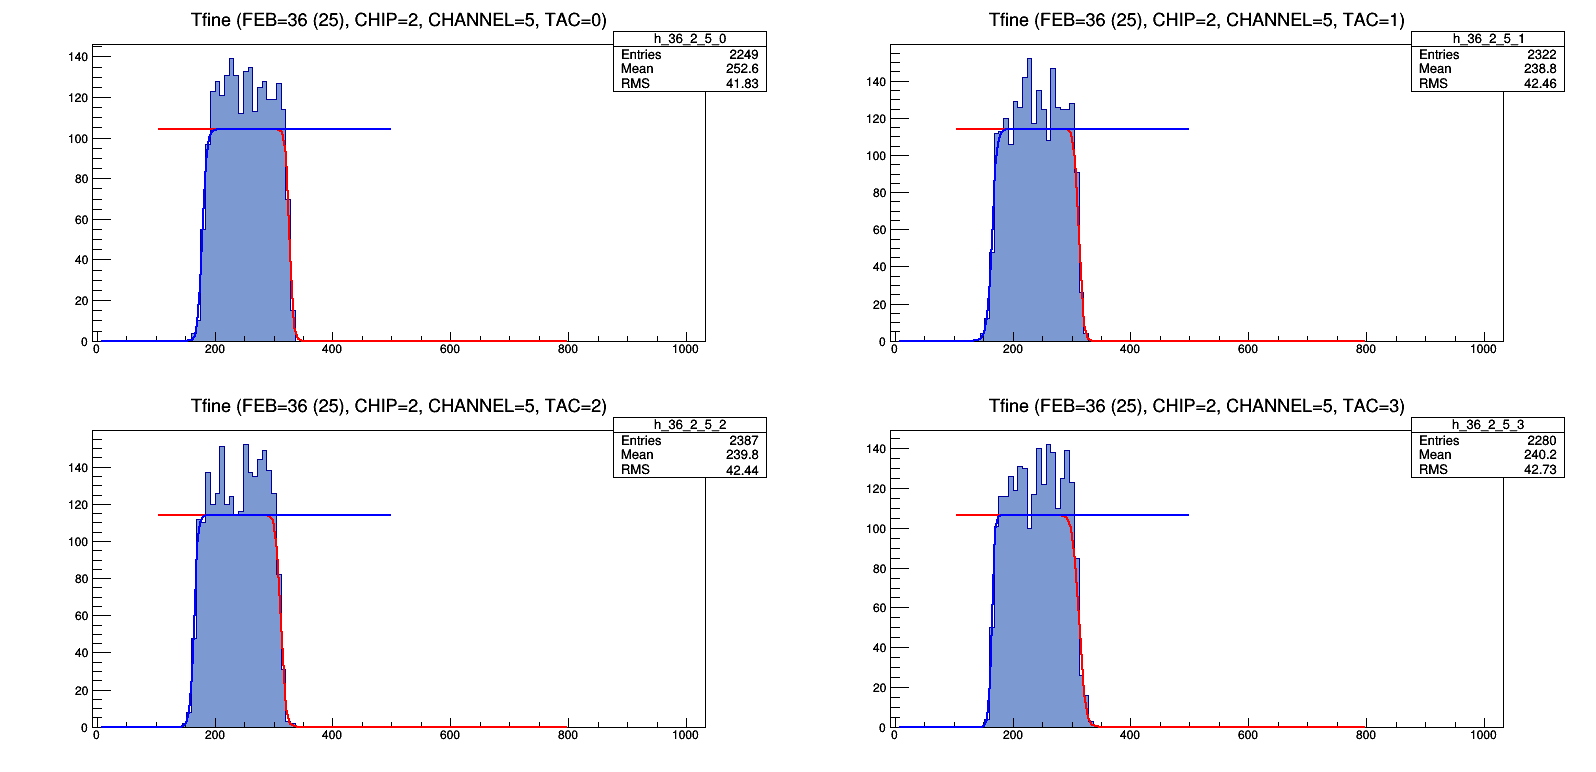 Tfine (FEB=36 (25), CHIP=2, CHANNEL=5, TAC=0)
h_36_2_5_0
Entries 2249
Mean 252.6
RMS 41.83
140
120
100
80
60
40
20
0
0 200 400 600 800 1000
Tfine (FEB=36 (25), CHIP=2, CHANNEL=5, TAC=1)
h_36_2_5_1
Entries 2322
Mean 238.8
RMS 42.46
140
120
100
80
60
40
20
0
0 200 400 600 800 1000
Tfine (FEB=36 (25), CHIP=2, CHANNEL=5, TAC=2)
h_36_2_5_2
Entries 2387
Mean 239.8
RMS 42.44
140
120
100
80
60
40
20
0
0 200 400 600 800 1000
Tfine (FEB=36 (25), CHIP=2, CHANNEL=5, TAC=3)
h_36_2_5_3
Entries 2280
Mean 240.2
RMS 42.73
140
120
100
80
60
40
20
0
0 200 400 600 800 1000